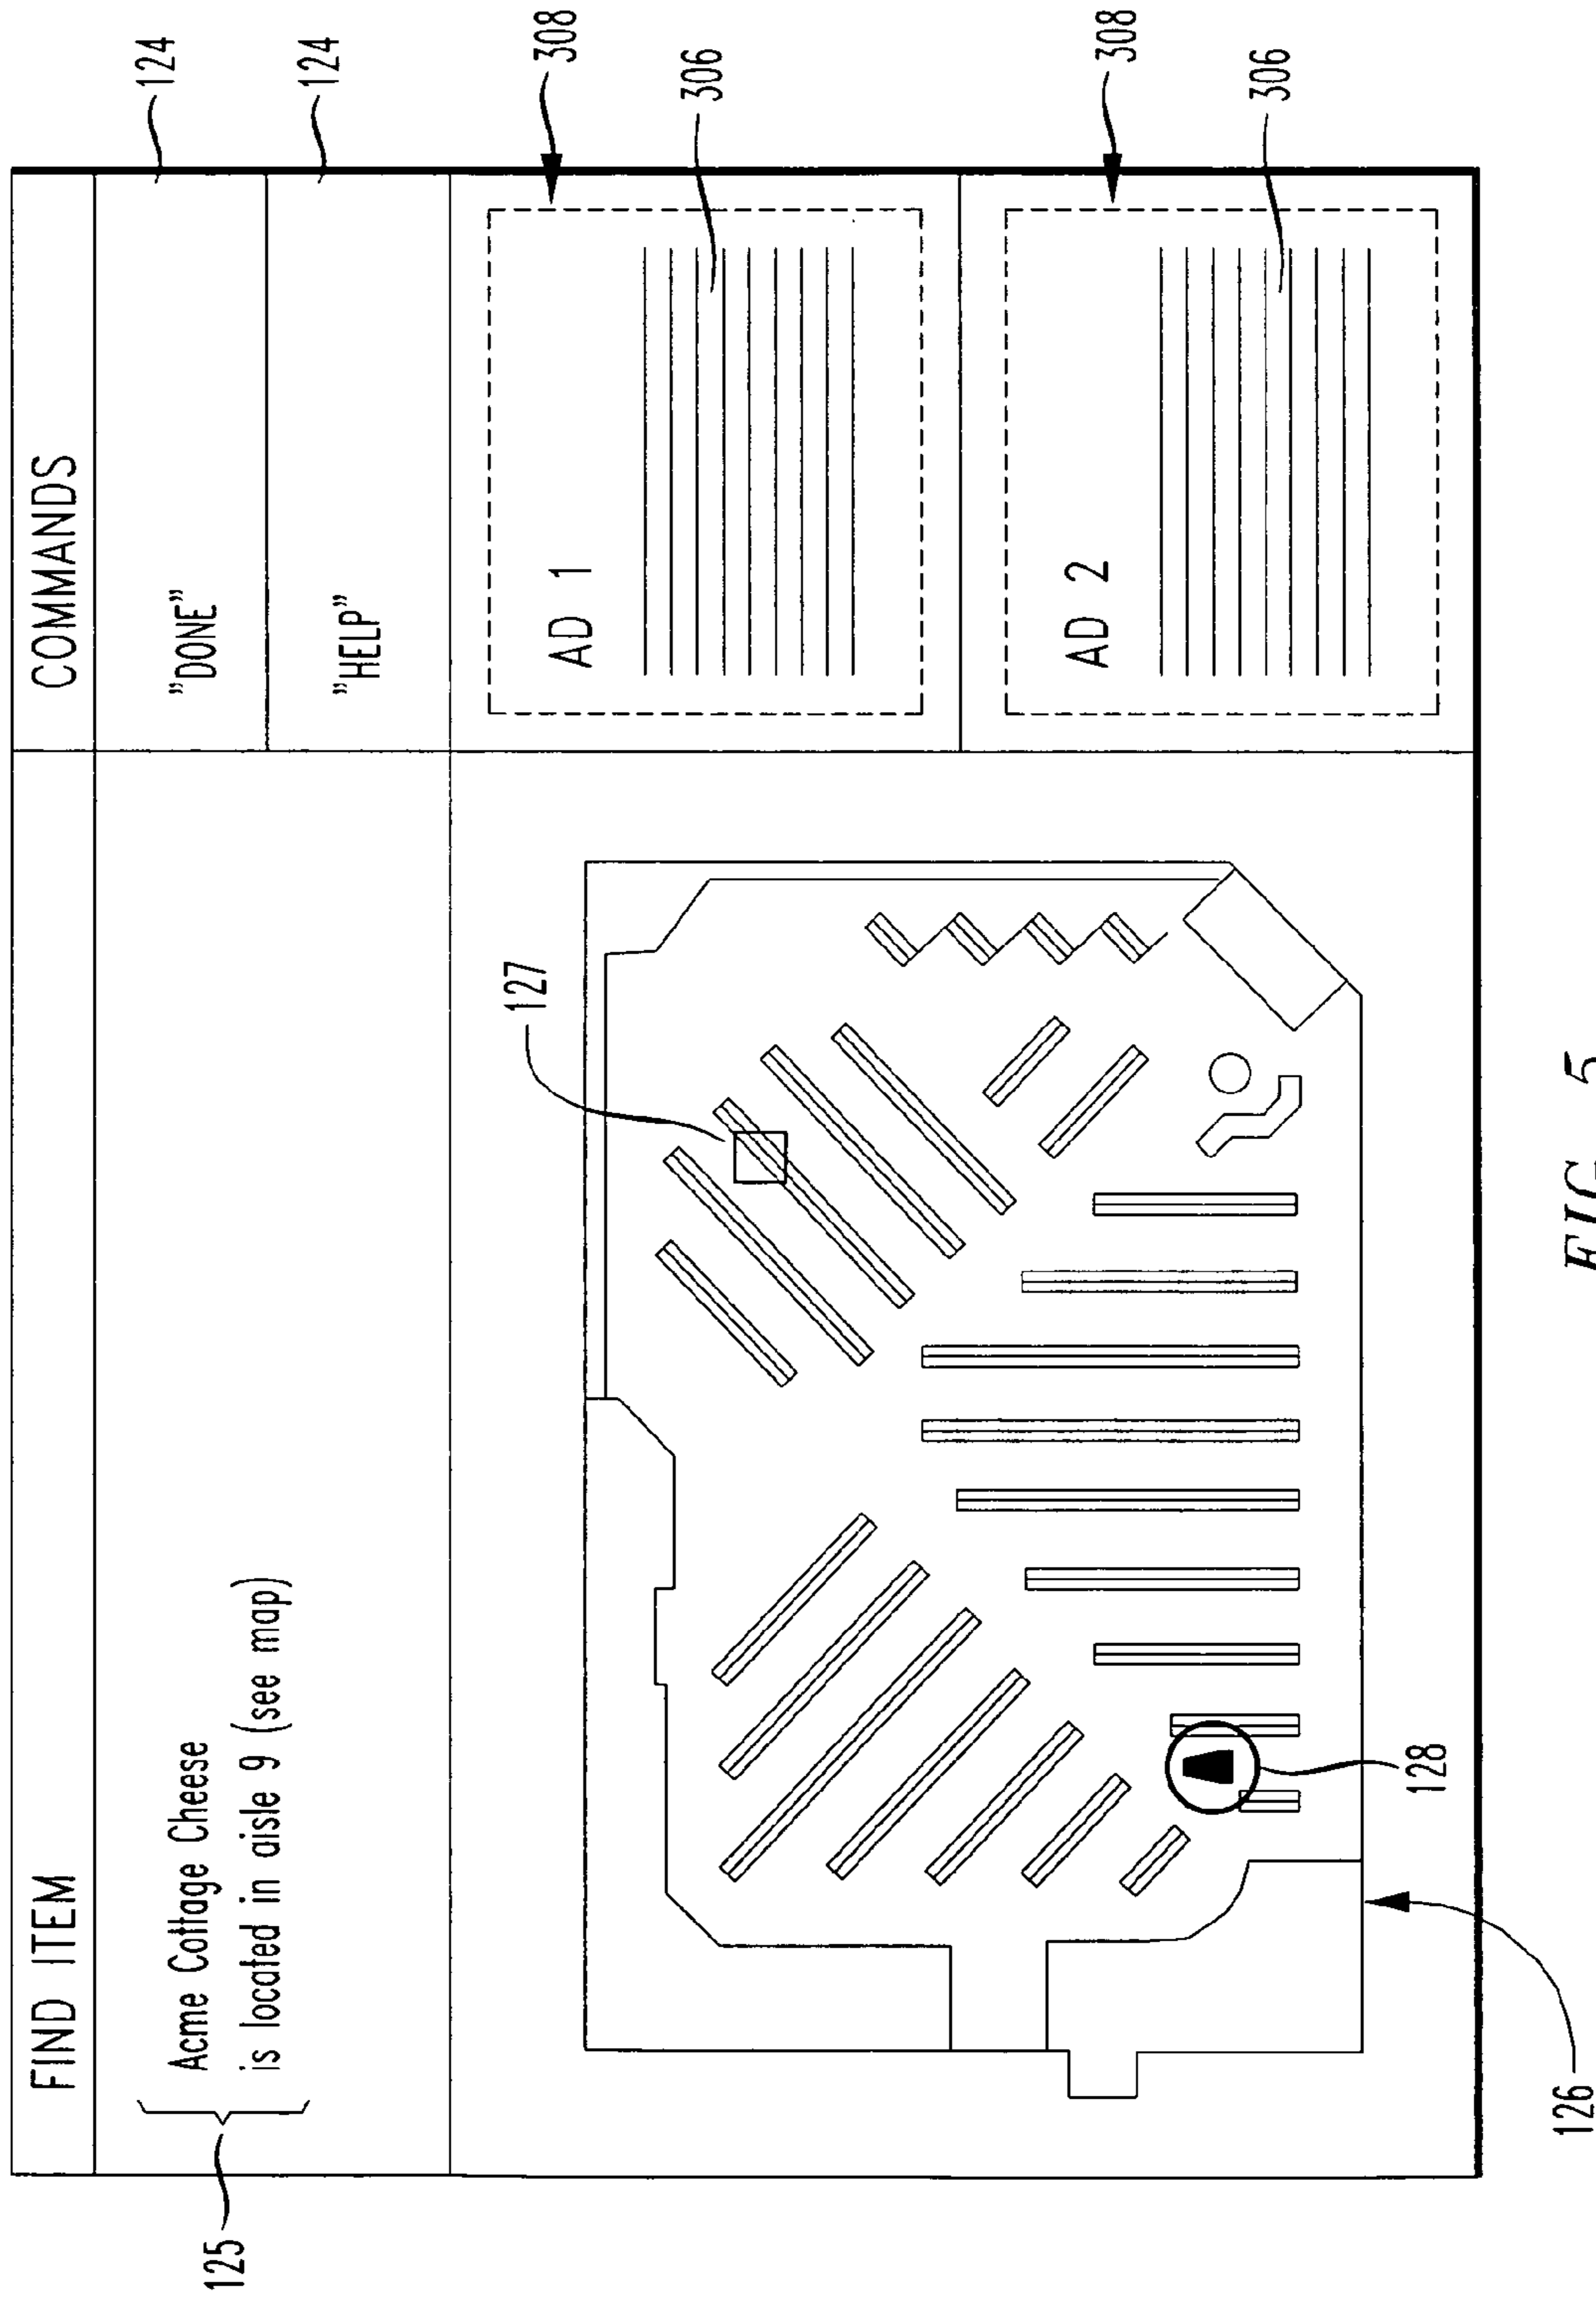 FIND ITEM
COMMANDS
125
Acme Cottage Cheese
is located in aisle 9 (see map)
"DONE"
124
"HELP"
124
127
128
126
AD 1
308
306
AD 2
308
306
FIG. 5